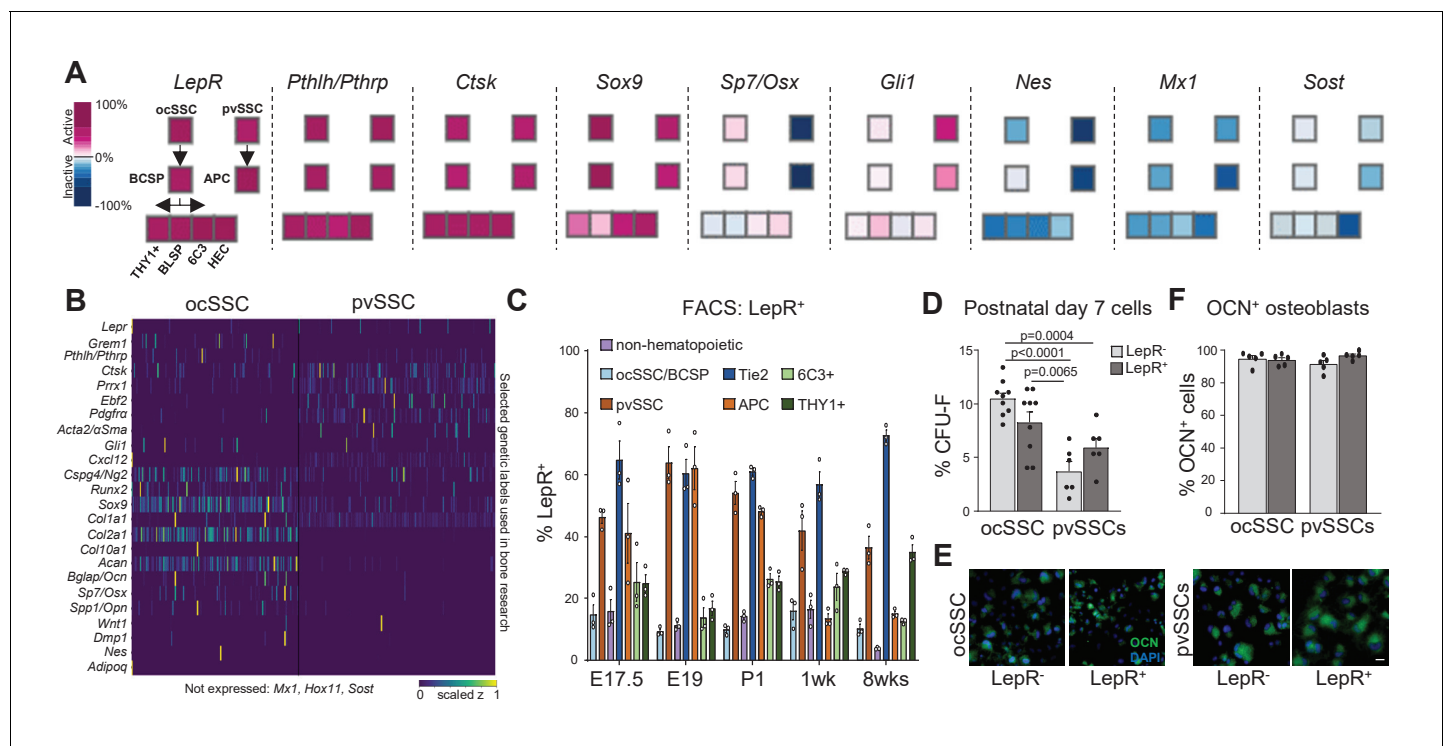 A
LepR
Pthlh/Pthrp
Ctsk
Sox9
Sp7/Osx
Gli1
Nes
Mx1
Sost
100%
Active
0%
Inactive
-100%
ocSSC
pvSSC
BCSP
APC
THY1+
BLSP
6C3
HEC
B
ocSSC
pvSSC
Lepr
Grem1
Pthlh/Pthrp
Ctsk
Prrx1
Ebf2
Pdgfrα
Acta2/αSma
Gli1
Cxcl12
Cspg4/Ng2
Runx2
Sox9
Col1a1
Col2a1
Col10a1
Acan
Bglap/Ocn
Sp7/Osx
Spp1/Opn
Wnt1
Dmp1
Nes
Adipoq
Selected genetic labels used in bone research
Not expressed: Mx1, Hox11, Sost
0 scaled z 1
C
FACS: LepR⁺
non-hematopoietic
ocSSC/BCSP
Tie2
6C3+
pvSSC
APC
THY1+
% LepR⁺
100
80
60
40
20
0
E17.5
E19
P1
1wk
8wks
D
Postnatal day 7 cells
p=0.0004
p<0.0001
p=0.0065
LepR⁻
LepR⁺
% CFU-F
15
10
5
0
ocSSC
pvSSCs
F
OCN⁺ osteoblasts
% OCN⁺ cells
100
80
60
40
20
0
ocSSC
pvSSCs
E
ocSSC
OCN
DAPI
LepR⁻
LepR⁺
pvSSCs
LepR⁻
LepR⁺